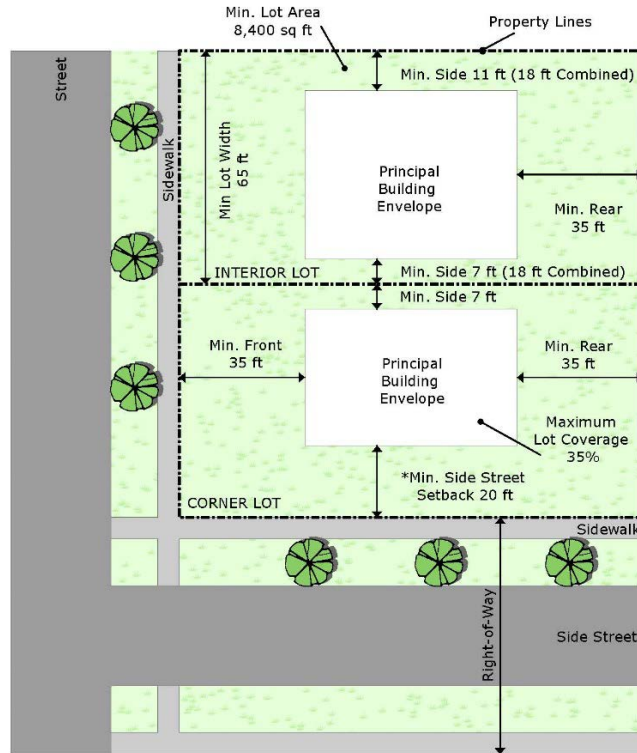 Min. Lot Area
8,400 sq ft
Property Lines
Street
Min. Side 11 ft (18 ft Combined)
Sidewalk
Min Lot Width
65 ft
Principal
Building
Envelope
Min. Rear
35 ft
Min. Side 7 ft (18 ft Combined)
INTERIOR LOT
Min. Side 7 ft
Min. Front
35 ft
Principal
Building
Envelope
Min. Rear
35 ft
Maximum
Lot Coverage
35%
*Min. Side Street
Setback 20 ft
CORNER LOT
Sidewalk
Right-of-Way
Side Street